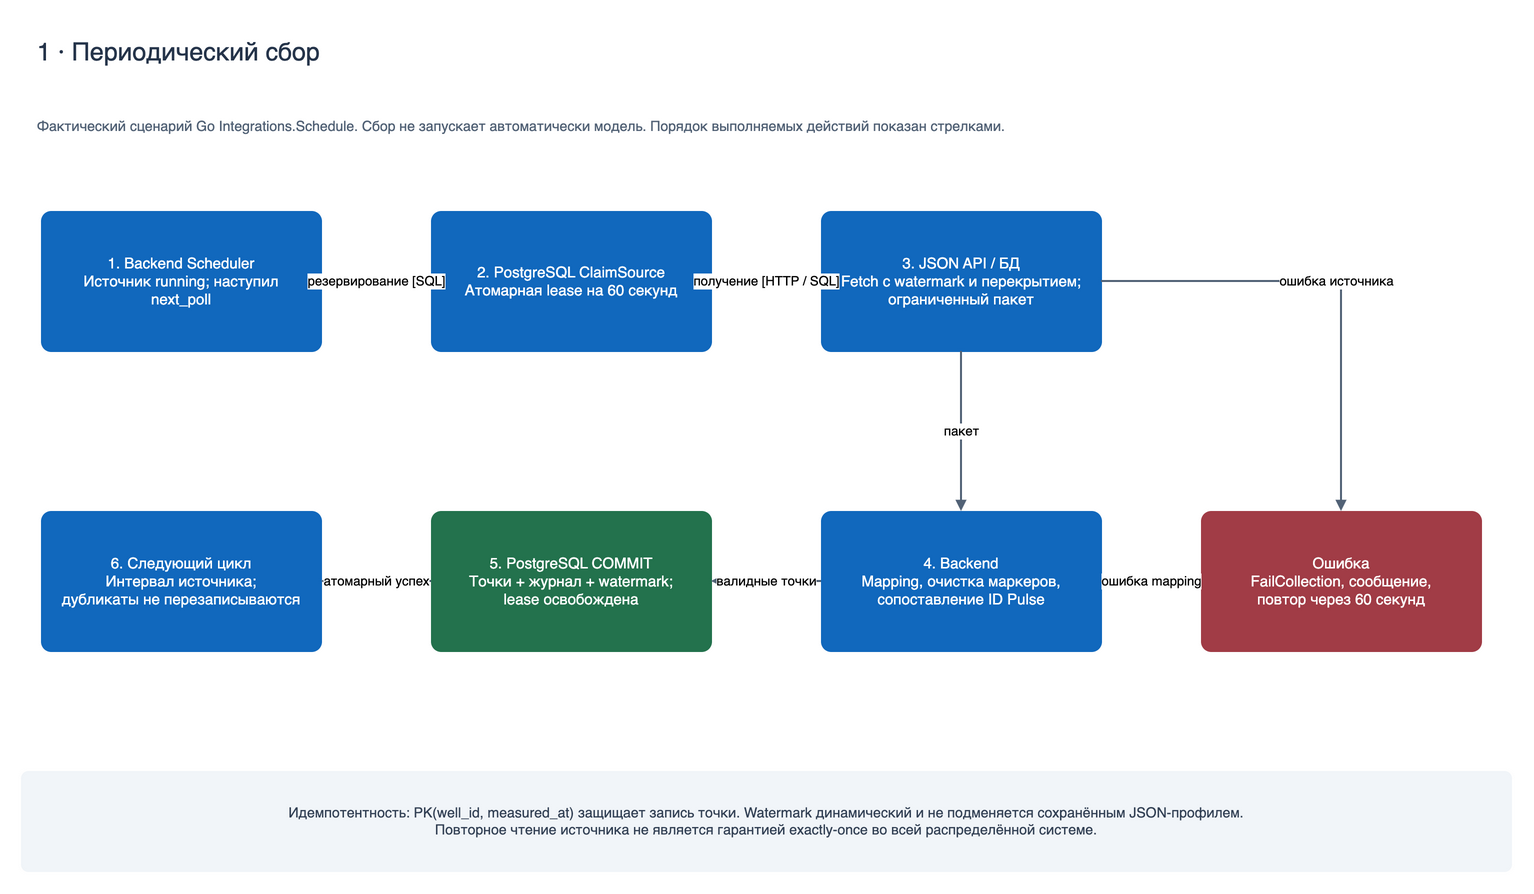 1 · Периодический сбор
Фактический сценарий Go Integrations.Schedule. Сбор не запускает автоматически модель. Порядок выполняемых действий показан стрелками.
1. Backend Scheduler
Источник running; наступил
next_poll
резервирование [SQL]
2. PostgreSQL ClaimSource
Атомарная lease на 60 секунд
получение [HTTP / SQL]
3. JSON API / БД
Fetch с watermark и перекрытием;
ограниченный пакет
ошибка источника
пакет
6. Следующий цикл
Интервал источника;
дубликаты не перезаписываются
атомарный успех
5. PostgreSQL COMMIT
Точки + журнал + watermark;
lease освобождена
валидные точки
4. Backend
Mapping, очистка маркеров,
сопоставление ID Pulse
ошибка mapping
Ошибка
FailCollection, сообщение,
повтор через 60 секунд
Идемпотентность: PK(well_id, measured_at) защищает запись точки. Watermark динамический и не подменяется сохранённым JSON-профилем.
Повторное чтение источника не является гарантией exactly-once во всей распределённой системе.